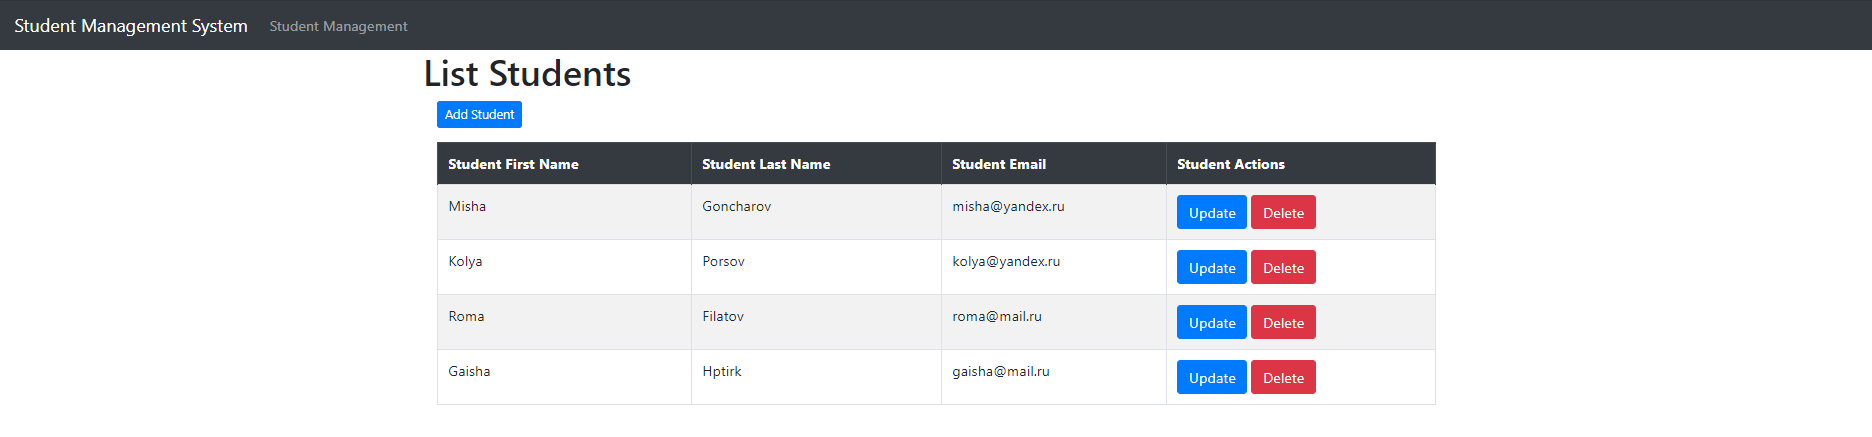 Student Management System Student Management
List Students
Add Student
Student First Name Student Last Name Student Email Student Actions
Misha Goncharov misha@yandex.ru Update Delete
Kolya Porsov kolya@yandex.ru Update Delete
Roma Filatov roma@mail.ru Update Delete
Gaisha Hptirk gaisha@mail.ru Update Delete